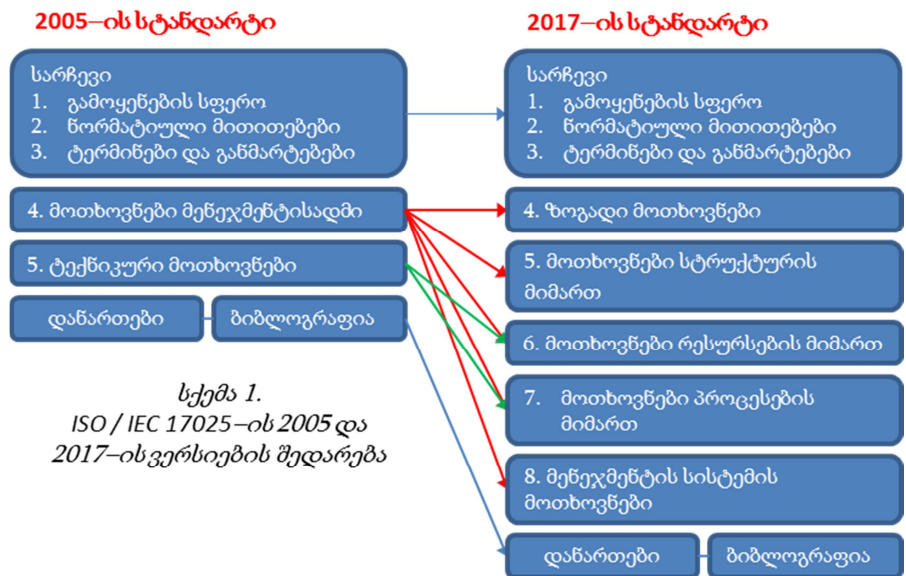 2005–ის სტანდარტი
სარჩევი
1. გამოყენების სფერო
2. ნორმატიული მითითებები
3. ტერმინები და განმარტებები
4. მოთხოვნები მენეჯმენტისადმი
5. ტექნიკური მოთხოვნები
დანართები
ბიბლოგრაფია
სქემა 1.
ISO / IEC 17025–ის 2005 და
2017–ის ვერსიების შედარება
2017–ის სტანდარტი
სარჩევი
1. გამოყენების სფერო
2. ნორმატიული მითითებები
3. ტერმინები და განმარტებები
4. ზოგადი მოთხოვნები
5. მოთხოვნები სტრუქტურის
მიმართ
6. მოთხოვნები რესურსების მიმართ
7. მოთხოვნები პროცესების
მიმართ
8. მენეჯმენტის სისტემის
მოთხოვნები
დანართები
ბიბლოგრაფია